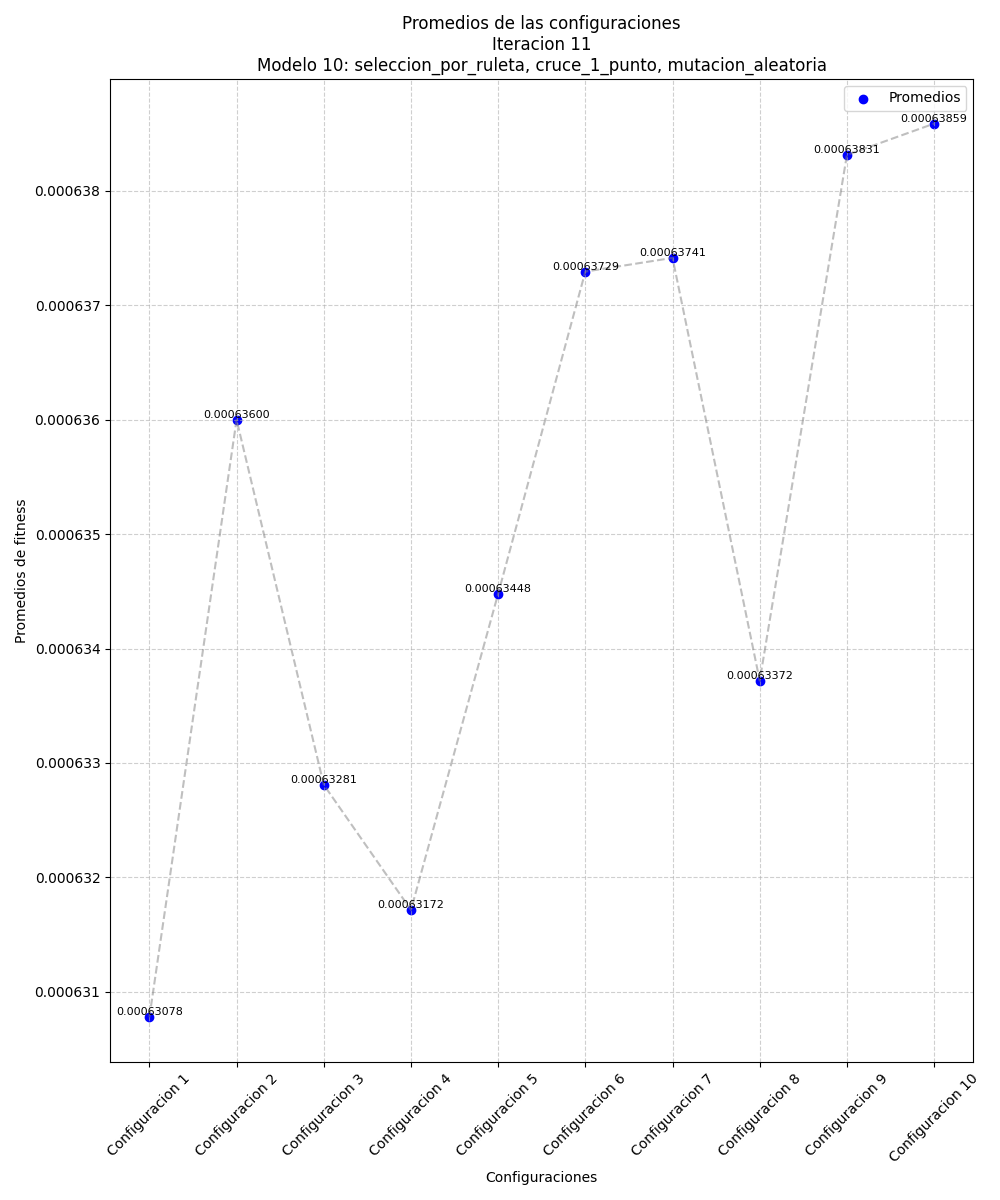 Promedios de las configuraciones
Iteracion 11
Modelo 10: seleccion_por_ruleta, cruce_1_punto, mutacion_aleatoria
Promedios
0.00063859
0.00063831
0.000638
0.00063741
0.00063729
0.000637
0.00063600
0.000636
0.000635
0.00063448
0.000634
0.00063372
0.000633
0.00063281
0.000632
0.00063172
0.000631
0.00063078
Promedios de fitness
Configuracion 1
Configuracion 2
Configuracion 3
Configuracion 4
Configuracion 5
Configuracion 6
Configuracion 7
Configuracion 8
Configuracion 9
Configuracion 10
Configuraciones